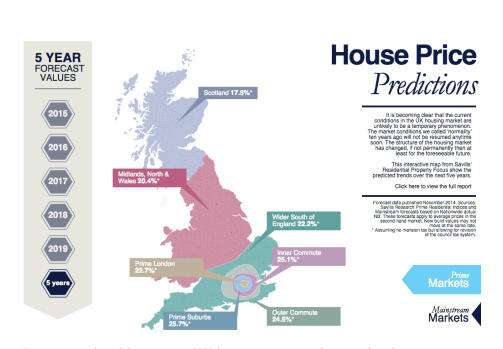 5 YEAR
FORECAST
VALUES
2015
2016
2017
2018
2019
5 years
Scotland 17.5%*
Midlands, North &
Wales 20.4%*
Wider South of
England 22.2%*
Inner Commute
25.1%*
Prime London
22.7%*
Prime Suburbs
25.7%*
Outer Commute
24.5%*
House Price
Predictions
It is becoming clear that the current
conditions in the UK housing market are
unlikely to be a temporary phenomenon.
The market conditions we called 'normality'
ten years ago will not be resumed anytime
soon. The structure of the housing market
has changed, if not permanently then at
least for the foreseeable future.
This interactive map from Savills'
Residential Property Focus show the
predicted trends over the next five years.
Click here to view the full report
Forecast data published November 2014. Sources:
Savills Research Prime Residential Indices and
Mainstream forecasts based on Nationwide actual
NB: These forecasts apply to average prices in the
second hand market. New build values may not
move at the same rate.
* Assuming no mansion tax but allowing for revision
of the council tax system.
Prime
Markets
Mainstream
Markets